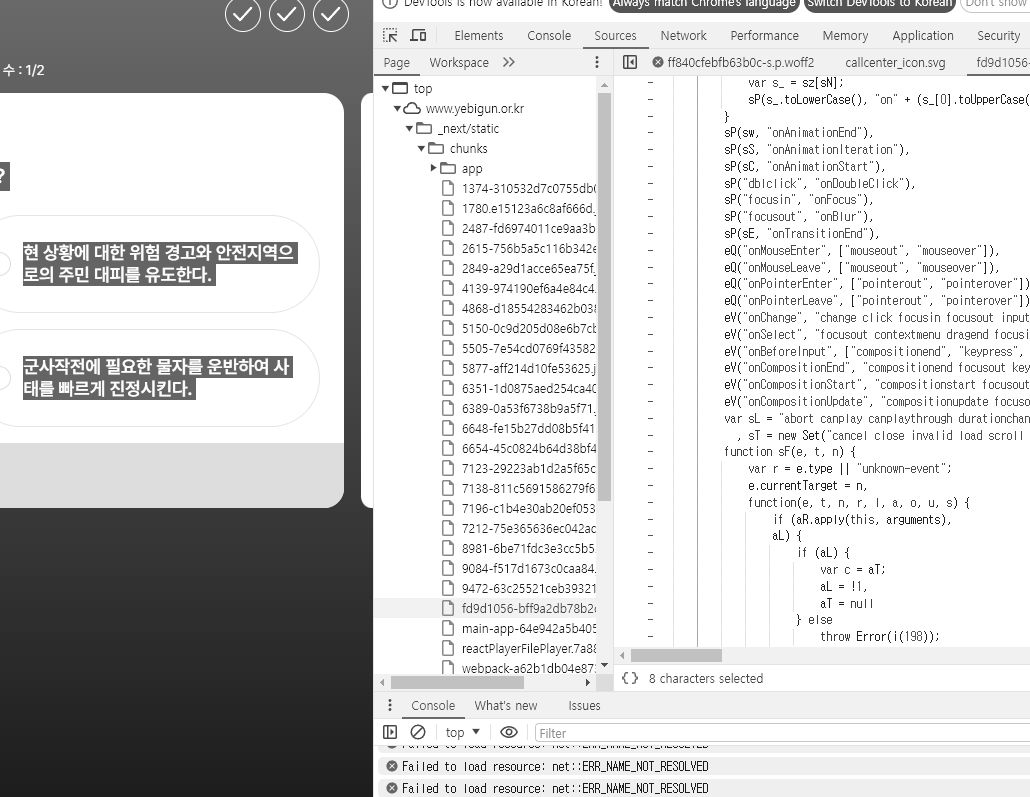 DevTools is now available in Korean!
Always match Chrome's language
Switch DevTools to Korean
Don't show
Elements Console Sources Network Performance Memory Application Security
수 : 1/2
?
현 상황에 대한 위험 경고와 안전지역으
로의 주민 대피를 유도한다.
군사작전에 필요한 물자를 운반하여 사
태를 빠르게 진정시킨다.
Page Workspace
ff840cfebfb63b0c-s.p.woff2 callcenter_icon.svg fd9d1056-
top
www.yebigun.or.kr
_next/static
chunks
app
1374-310532d7c0755db
1780.e15123a6c8af666d.
2487-fd6974011ce9aa3b
2615-756b5a5c116b342e
2849-a29d1acce65ea75f
4139-974190ef6a4e84c4
4868-d18554283462b03
5150-0c9d205d08e6b7cb
5505-7e54cd0769f43582
5877-aff214d10fe53625.j
6351-1d0875aed254ca40
6389-0a53f6738b9a5f71.
6648-fe15b27dd08b5f41
6654-45c0824b64d38bf4
7123-29223ab1d2a5f65c
7138-811c5691586279f6
7196-c1b4e30ab20ef053
7212-75e365636ec042ac
8981-6be71fdc3e3cc5b5
9084-f517d1673c0caa84.
9472-63c25521ceb39321
fd9d1056-bff9a2db78b2
main-app-64e942a5b405
reactPlayerFilePlayer.7a88
webpack-a62b1db04e87
var s_ = sz[sN];
sP(s_.toLowerCase(), "on" + (s_[0].toUpperCase(
}
sP(sw, "onAnimationEnd"),
sP(sS, "onAnimationIteration"),
sP(sC, "onAnimationStart"),
sP("dblclick", "onDoubleClick"),
sP("focusin", "onFocus"),
sP("focusout", "onBlur"),
sP(sE, "onTransitionEnd"),
eQ("onMouseEnter", ["mouseout", "mouseover"]),
eQ("onMouseLeave", ["mouseout", "mouseover"]),
eQ("onPointerEnter", ["pointerout", "pointerover"])
eQ("onPointerLeave", ["pointerout", "pointerover"])
eV("onChange", "change click focusin focusout input
eV("onSelect", "focusout contextmenu dragend focusi
eV("onBeforeInput", ["compositionend", "keypress",
eV("onCompositionEnd", "compositionend focusout key
eV("onCompositionStart", "compositionstart focusout
eV("onCompositionUpdate", "compositionupdate focuso
var sL = "abort canplay canplaythrough durationchan
, sT = new Set("cancel close invalid load scroll
function sF(e, t, n) {
var r = e.type || "unknown-event";
e.currentTarget = n,
function(e, t, n, r, l, a, o, u, s) {
if (aR.apply(this, arguments),
aL) {
if (aL) {
var c = aT;
aL = !1,
aT = null
} else
throw Error(i(198));
{} 8 characters selected
Console What's new Issues
top Filter
Failed to load resource: net::ERR_NAME_NOT_RESOLVED
Failed to load resource: net::ERR_NAME_NOT_RESOLVED
Failed to load resource: net::ERR_NAME_NOT_RESOLVED